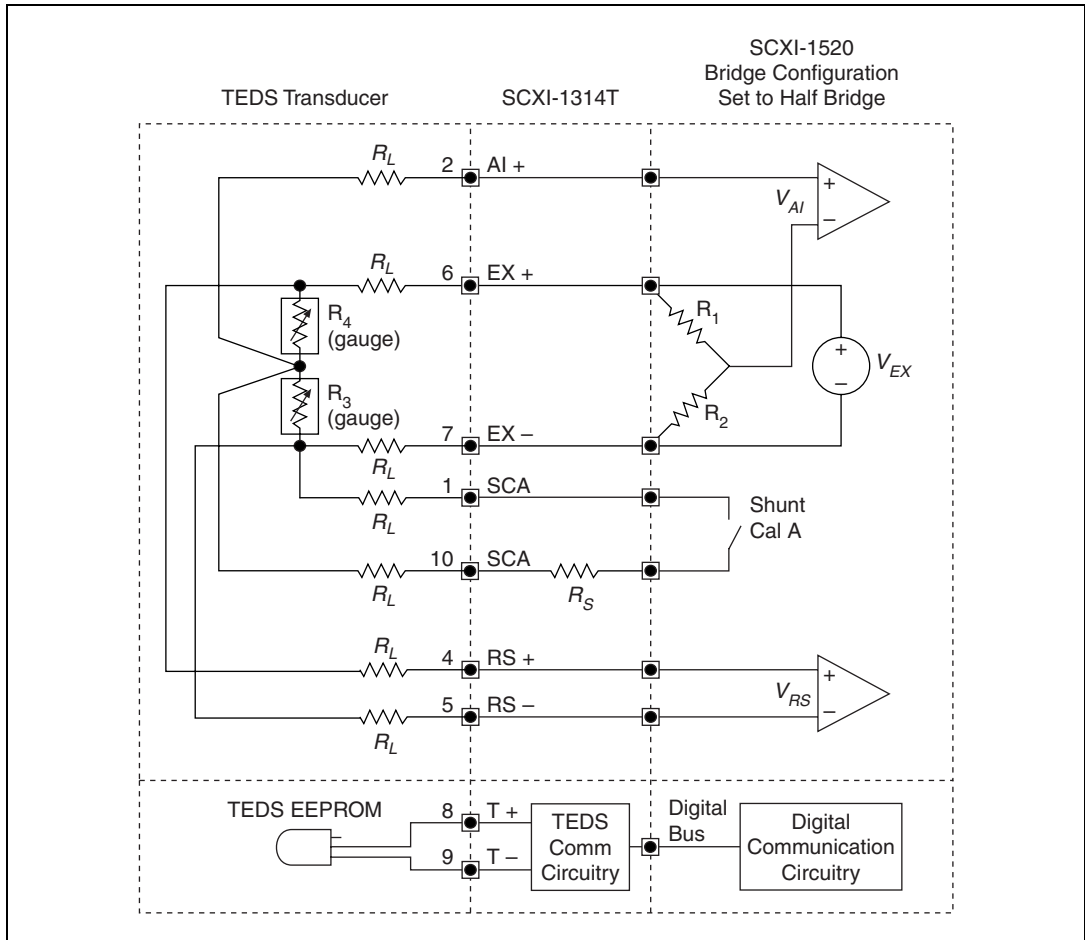 SCXI-1520
Bridge Configuration
Set to Half Bridge
TEDS Transducer
SCXI-1314T
R_L
2
AI +
+
V_AI
–
R_L
6
EX +
R_1
R_4
(gauge)
+
V_EX
–
R_3
(gauge)
R_2
7
EX –
R_L
1
SCA
R_L
Shunt
Cal A
10
SCA
R_L
R_S
R_L
4
RS +
+
V_RS
5
RS –
–
R_L
TEDS EEPROM
–
8
T +
9
T –
TEDS
Comm
Circuitry
Digital
Bus
Digital
Communication
Circuitry